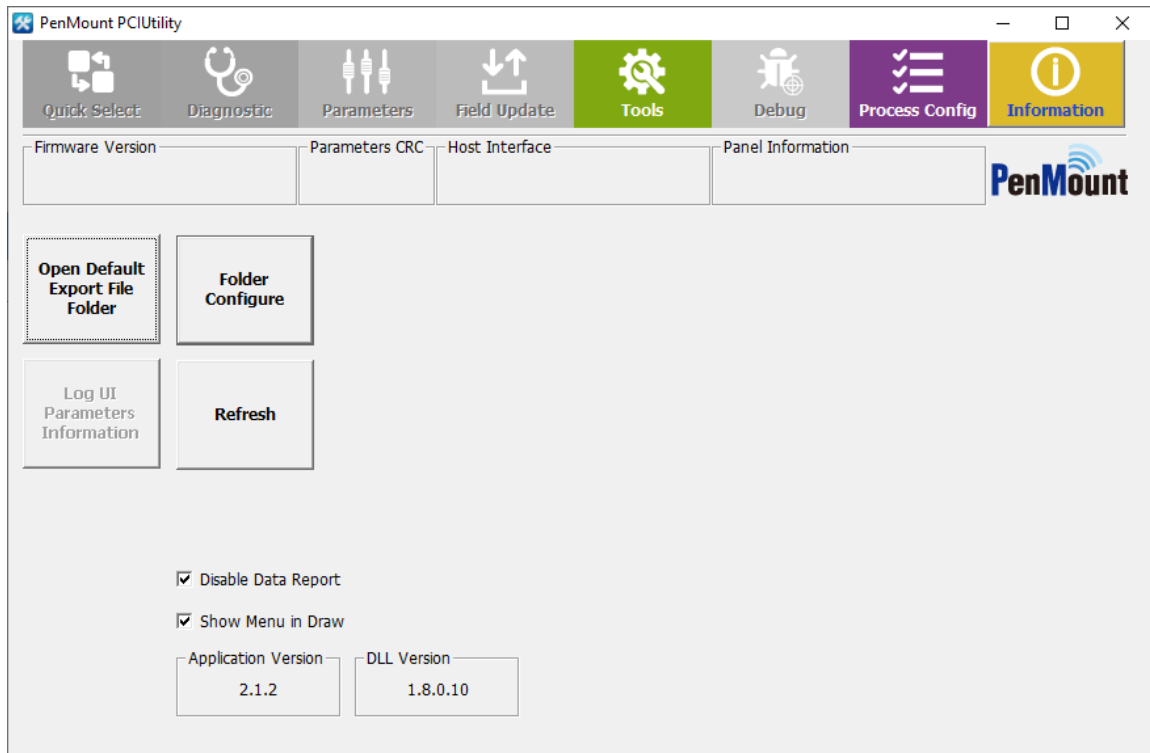 PenMount PCIUtility
Quick Select
Diagnostic
Parameters
Field Update
Tools
Debug
Process Config
Information
Firmware Version
Parameters CRC
Host Interface
Panel Information
PenMount
Open Default
Export File
Folder
Folder
Configure
Log UI
Parameters
Information
Refresh
Disable Data Report
Show Menu in Draw
Application Version
DLL Version
2.1.2
1.8.0.10